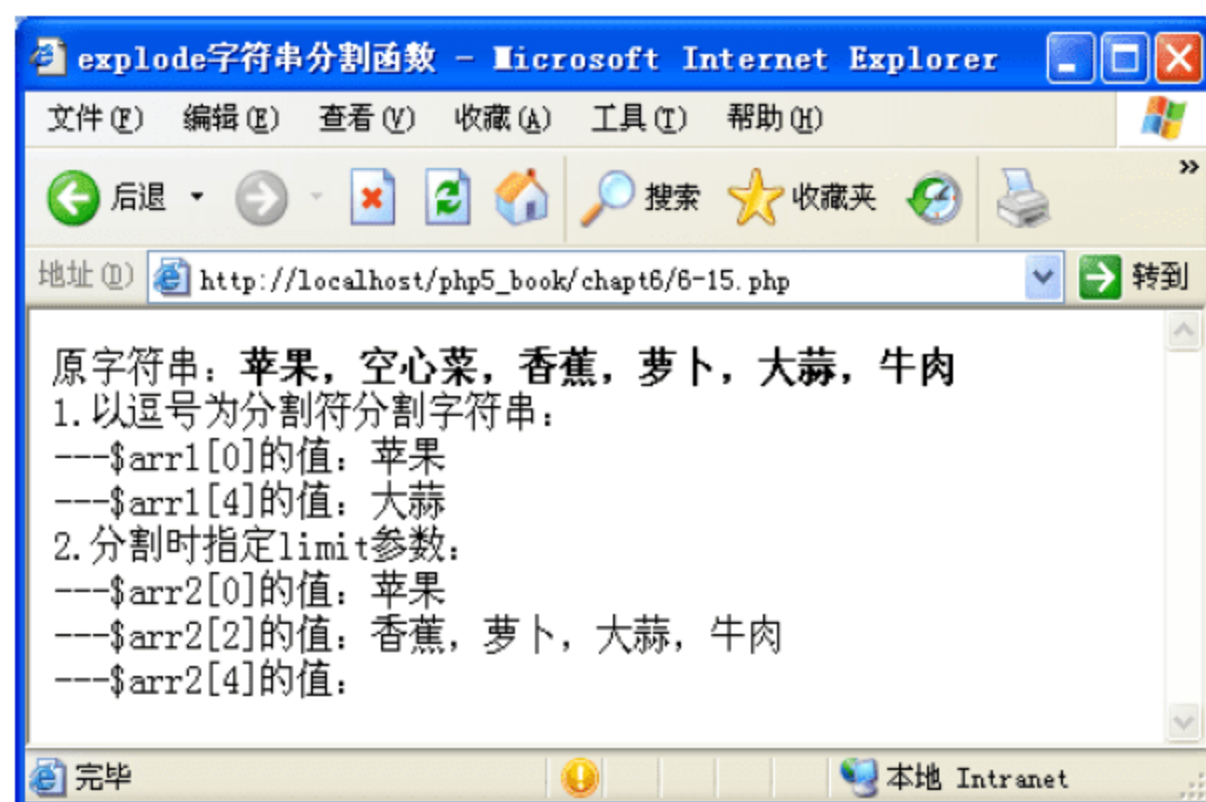 explode字符串分割函数 - Microsoft Internet Explorer
文件(F) 编辑(E) 查看(V) 收藏(A) 工具(T) 帮助(H)
后退 搜索 收藏夹 »
地址(D) http://localhost/php5_book/chapt6/6-15.php 转到
原字符串：苹果，空心菜，香蕉，萝卜，大蒜，牛肉
1.以逗号为分割符分割字符串：
---$arr1[0]的值：苹果
---$arr1[4]的值：大蒜
2.分割时指定limit参数：
---$arr2[0]的值：苹果
---$arr2[2]的值：香蕉，萝卜，大蒜，牛肉
---$arr2[4]的值：
完毕 本地 Intranet